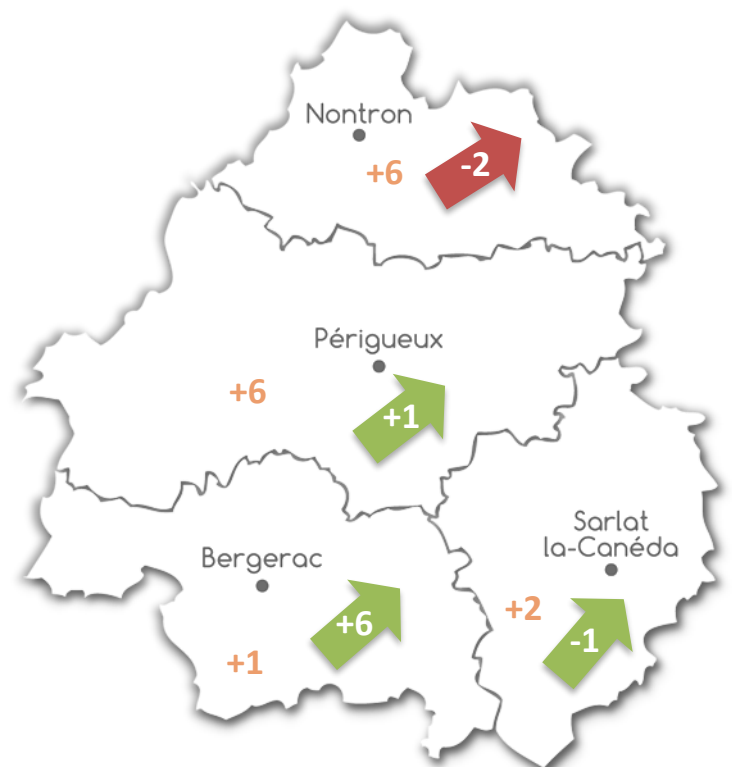 Nontron
+6
-2
Périgueux
+6
+1
Sarlat
la-Canéda
Bergerac
+2
+6
-1
+1